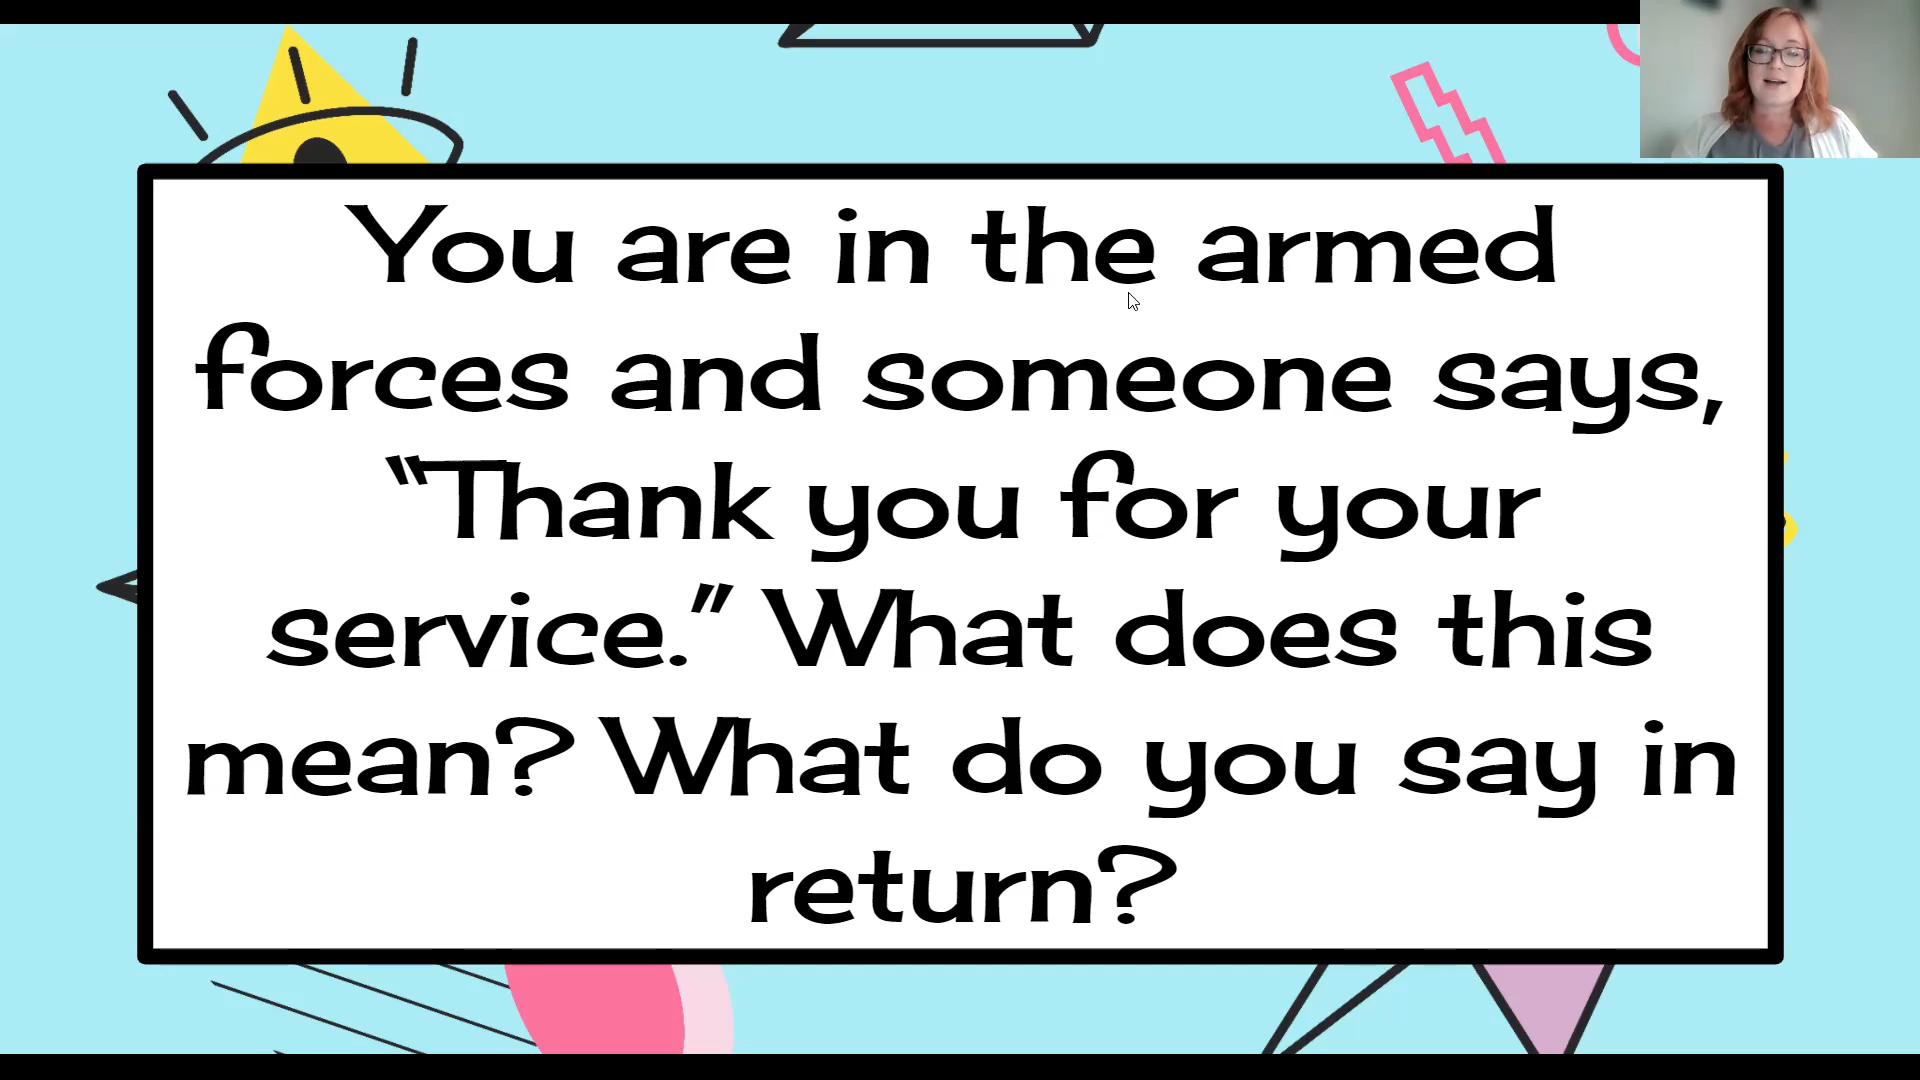 You are in the armed
forces and someone says,
“Thank you for your
service.” What does this
mean? What do you say in
return?